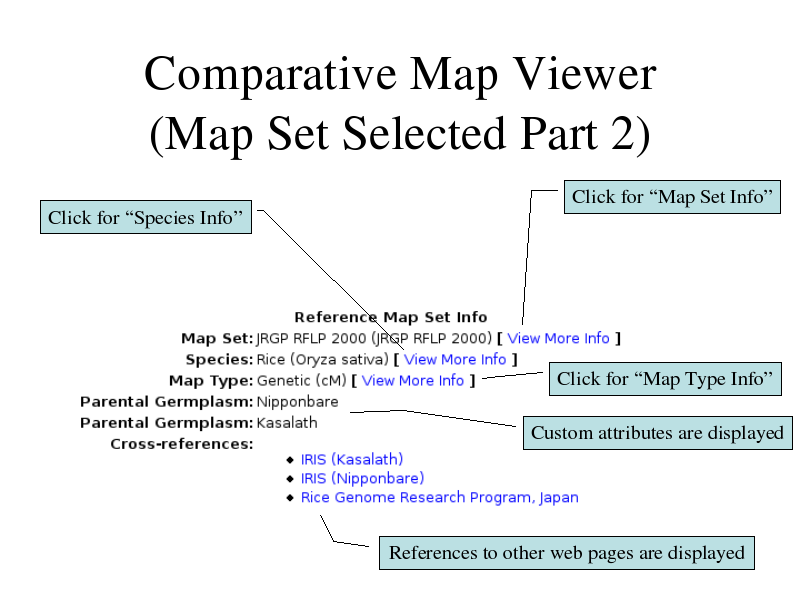 Comparative Map Viewer
(Map Set Selected Part 2)
Click for “Map Set Info”
Click for “Species Info”
Reference Map Set Info
Map Set: JRGP RFLP 2000 (JRGP RFLP 2000) [ View More Info ]
Species: Rice (Oryza sativa) [ View More Info ]
Map Type: Genetic (cM) [ View More Info ]
Click for “Map Type Info”
Parental Germplasm: Nipponbare
Parental Germplasm: Kasalath
Custom attributes are displayed
Cross-references:
◆ IRIS (Kasalath)
◆ IRIS (Nipponbare)
◆ Rice Genome Research Program, Japan
References to other web pages are displayed